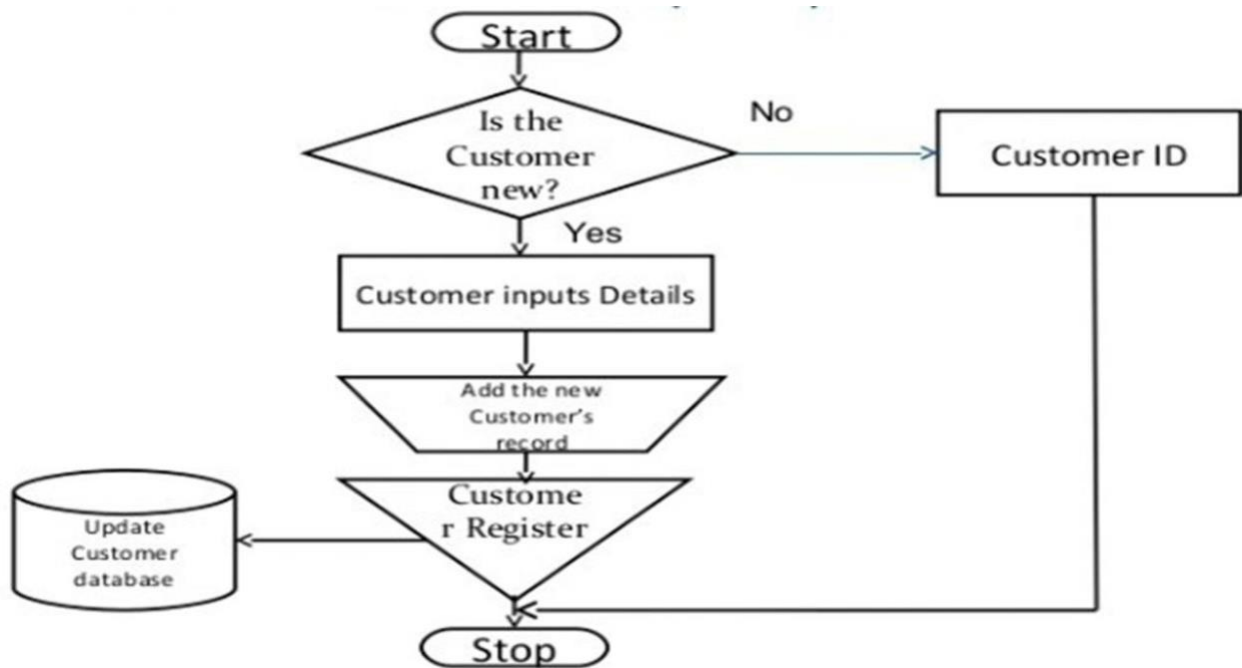 Start
Is the
Customer
new?
No
Customer ID
Yes
Customer inputs Details
Add the new
Customer's
record
Custome
r Register
Update
Customer
database
Stop